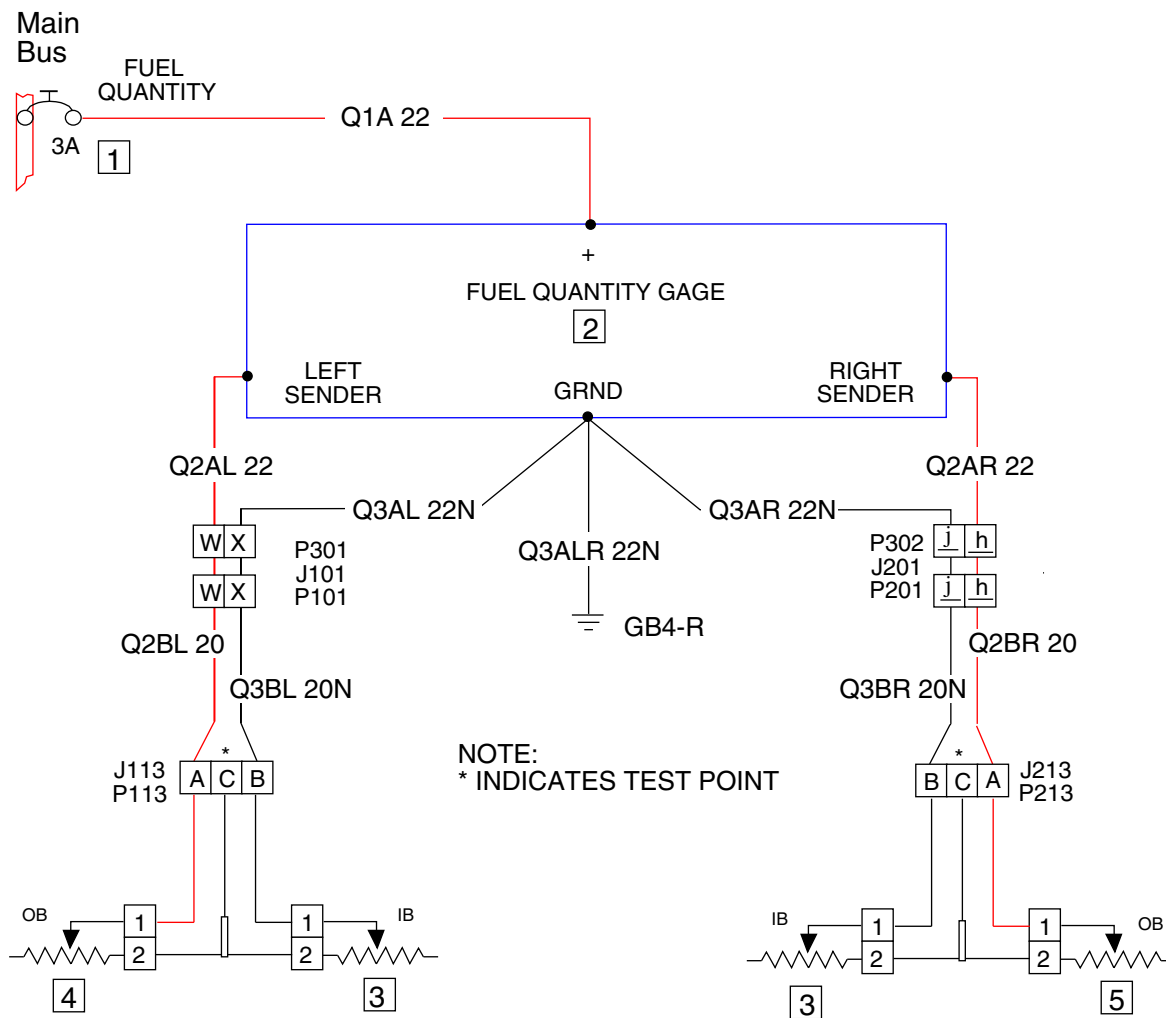 Main
Bus
FUEL
QUANTITY
Q1A 22
3A
1
+
FUEL QUANTITY GAGE
2
LEFT
SENDER
GRND
RIGHT
SENDER
Q2AL 22
Q2AR 22
Q3AL 22N
Q3AR 22N
Q3ALR 22N
W X
P301
J101
P101
W X
P302
J201
P201
j h
j h
GB4-R
Q2BL 20
Q2BR 20
Q3BL 20N
Q3BR 20N
NOTE:
* INDICATES TEST POINT
*
J113
P113
A C B
*
B C A
J213
P213
OB
1
2
1
2
IB
4
3
IB
1
2
1
2
OB
3
5